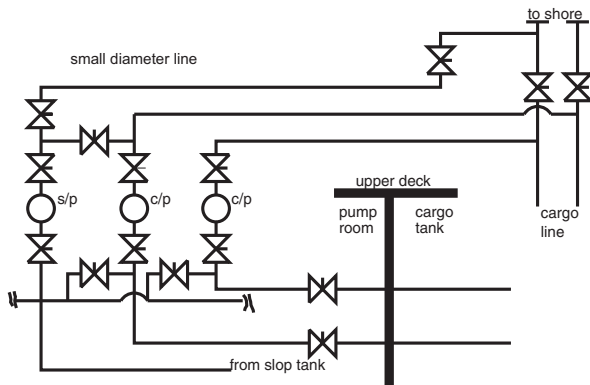 to shore
small diameter line
s/p
c/p
c/p
upper deck
pump
room
cargo
tank
cargo
line
from slop tank